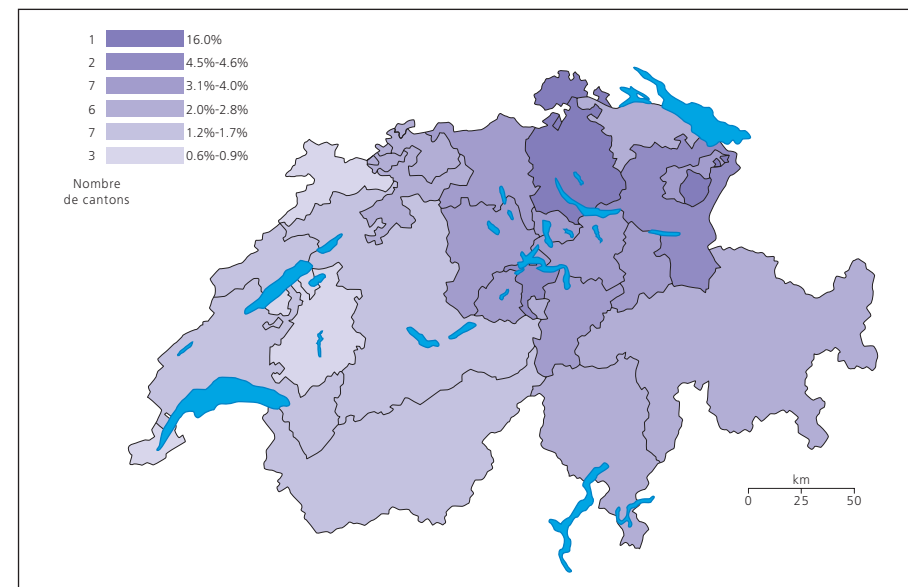 1 16.0%
2 4.5%-4.6%
7 3.1%-4.0%
6 2.0%-2.8%
7 1.2%-1.7%
3 0.6%-0.9%
Nombre
de cantons
km
0 25 50